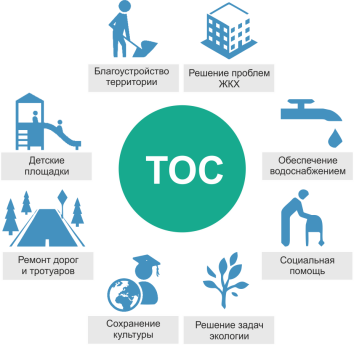 Благоустройство
территории
Решение проблем
ЖКХ
Детские
площадки
ТОС
Обеспечение
водоснабжением
Ремонт дорог
и тротуаров
Социальная
помощь
Сохранение
культуры
Решение задач
экологии